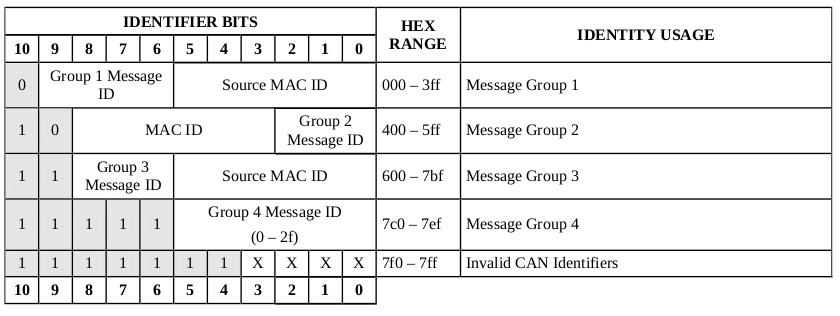 IDENTIFIER BITS HEX RANGE IDENTITY USAGE
10 9 8 7 6 5 4 3 2 1 0
0 Group 1 Message ID Source MAC ID 000 – 3ff Message Group 1
1 0 MAC ID Group 2 Message ID 400 – 5ff Message Group 2
1 1 Group 3 Message ID Source MAC ID 600 – 7bf Message Group 3
1 1 1 1 1 Group 4 Message ID (0 – 2f) 7c0 – 7ef Message Group 4
1 1 1 1 1 1 1 X X X X 7f0 – 7ff Invalid CAN Identifiers
10 9 8 7 6 5 4 3 2 1 0